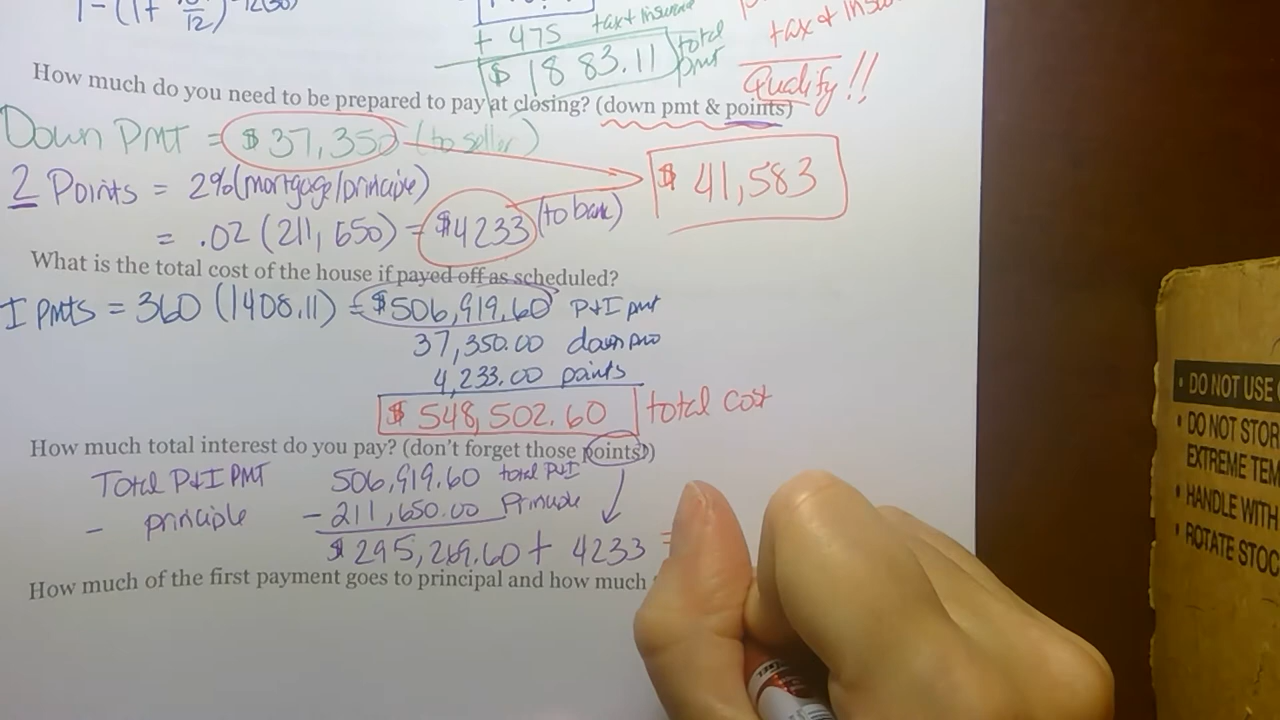 1-(1+ /12)
+ 475 tax + insurance
$ 1883.11 total pmt
tax + insu
Qualify!!
How much do you need to be prepared to pay at closing? (down pmt & points)
Down Pmt = $37,350 (to seller)
$ 41,583
2 Points = 2%(mortgage/principle)
= .02 (211,650) = $4233 (to bank)
What is the total cost of the house if payed off as scheduled?
I pmts = 360 (1408.11) = $506,919.60 P+I pmt
37,350.00 down pmt
4,233.00 points
$ 548,502.60 total cost
How much total interest do you pay? (don't forget those points!)
Total P+I PMT 506,919.60 total P+I
- principle - 211,650.00 Principle
$ 295,269.60 + 4233 =
How much of the first payment goes to principal and how much
• DO NOT USE
• DO NOT STOR
EXTREME TEM
• HANDLE WITH
• ROTATE STOC